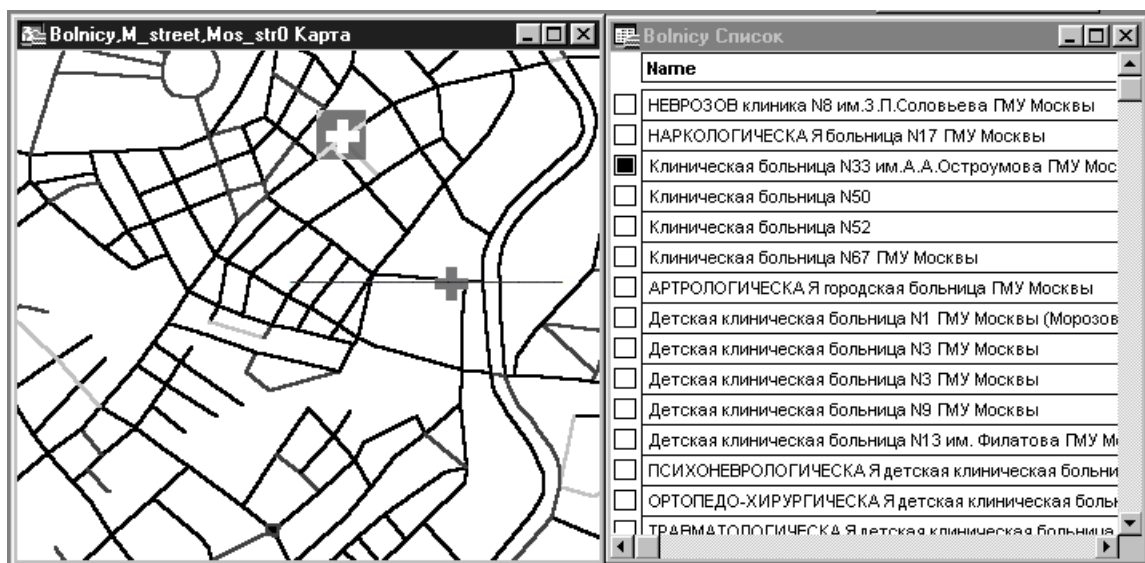 Bolnicy,M_street,Mos_str0 Карта
Bolnicy Список
Name
НЕВРОЗОВ клиника N8 им.З.П.Соловьева ГМУ Москвы
НАРКОЛОГИЧЕСКАЯ больница N17 ГМУ Москвы
Клиническая больница N33 им.А.А.Остроумова ГМУ Мос
Клиническая больница N50
Клиническая больница N52
Клиническая больница N67 ГМУ Москвы
АРТРОЛОГИЧЕСКАЯ городская больница ГМУ Москвы
Детская клиническая больница N1 ГМУ Москвы (Морозов
Детская клиническая больница N3 ГМУ Москвы
Детская клиническая больница N3 ГМУ Москвы
Детская клиническая больница N9 ГМУ Москвы
Детская клиническая больница N13 им. Филатова ГМУ М
ПСИХОНЕВРОЛОГИЧЕСКАЯ детская клиническая больни
ОРТОПЕДО-ХИРУРГИЧЕСКАЯ детская клиническая больн
ТРАВМАТОЛОГИЧЕСКАЯ детская клиническая больница